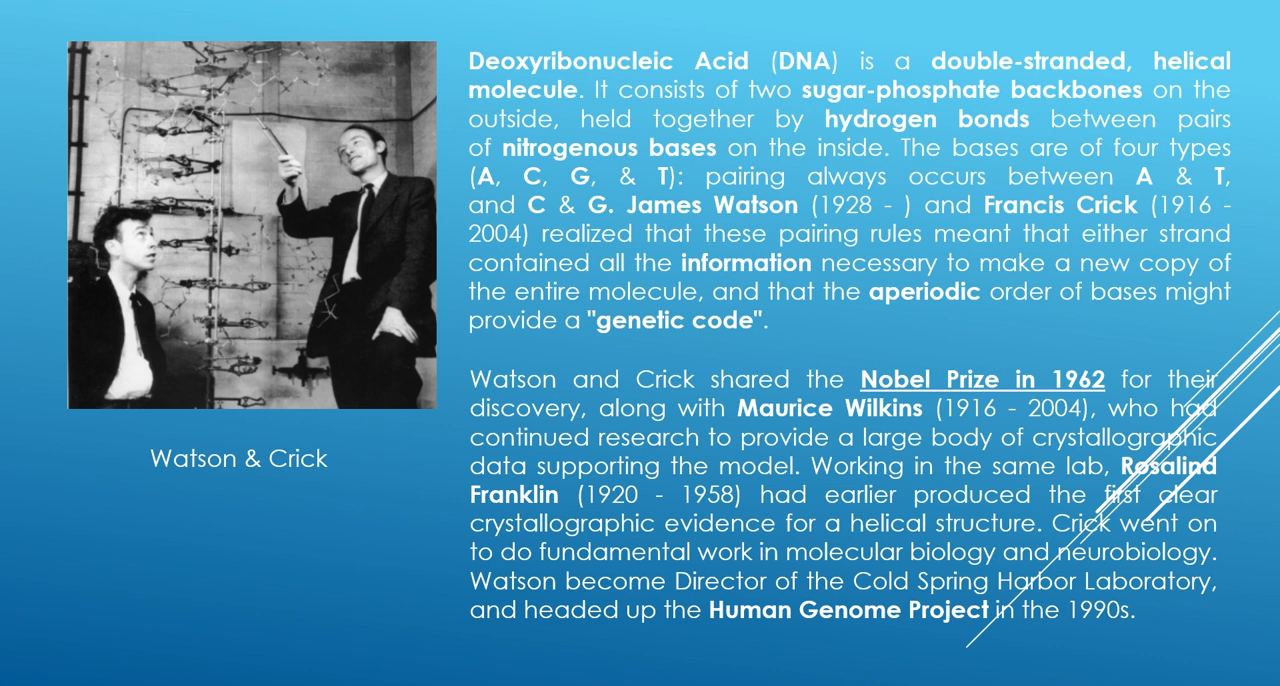 Deoxyribonucleic Acid (DNA) is a double-stranded, helical
molecule. It consists of two sugar-phosphate backbones on the
outside, held together by hydrogen bonds between pairs
of nitrogenous bases on the inside. The bases are of four types
(A, C, G, & T): pairing always occurs between A & T,
and C & G. James Watson (1928 - ) and Francis Crick (1916 -
2004) realized that these pairing rules meant that either strand
contained all the information necessary to make a new copy of
the entire molecule, and that the aperiodic order of bases might
provide a "genetic code".
Watson and Crick shared the Nobel Prize in 1962 for their
discovery, along with Maurice Wilkins (1916 - 2004), who had
continued research to provide a large body of crystallographic
data supporting the model. Working in the same lab, Rosalind
Franklin (1920 - 1958) had earlier produced the first clear
crystallographic evidence for a helical structure. Crick went on
to do fundamental work in molecular biology and neurobiology.
Watson become Director of the Cold Spring Harbor Laboratory,
and headed up the Human Genome Project in the 1990s.
Watson & Crick